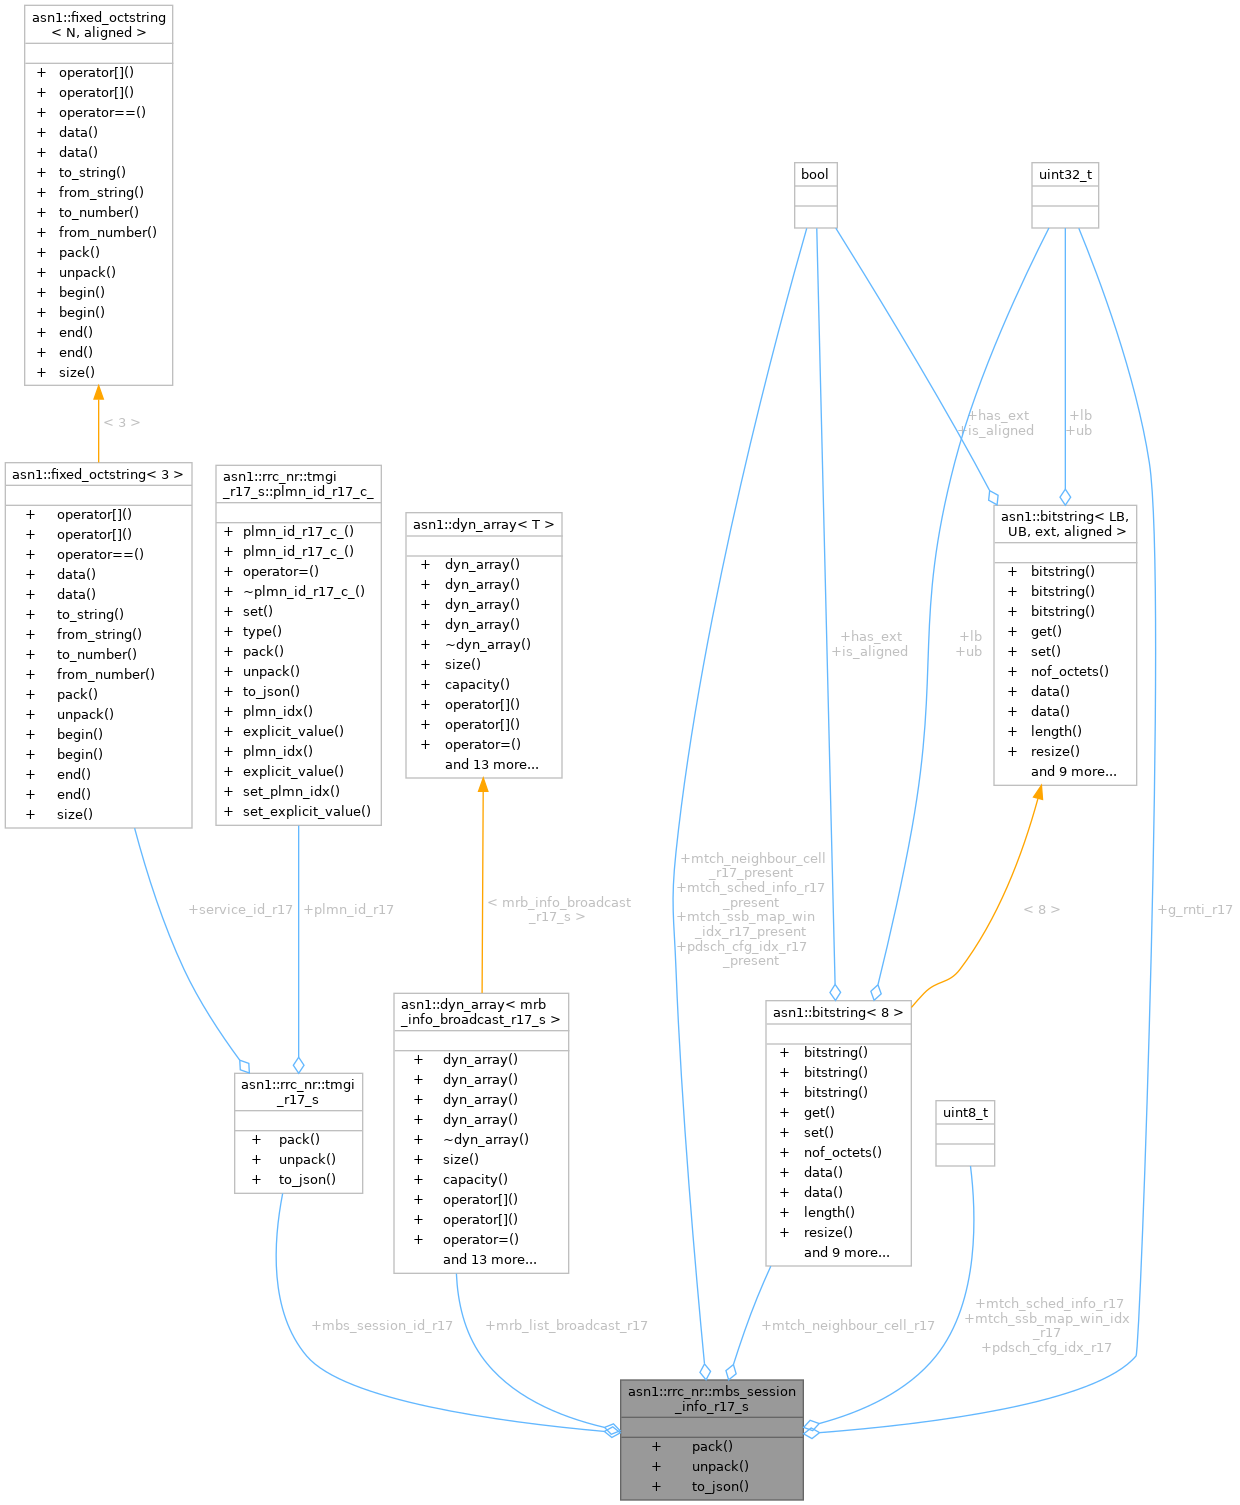 asn1::fixed_octstring
< N, aligned >
+ operator[]()
+ operator[]()
+ operator==()
+ data()
+ data()
+ to_string()
+ from_string()
+ to_number()
+ from_number()
+ pack()
+ unpack()
+ begin()
+ begin()
+ end()
+ end()
+ size()
< 3 >
asn1::fixed_octstring< 3 >
+ operator[]()
+ operator[]()
+ operator==()
+ data()
+ data()
+ to_string()
+ from_string()
+ to_number()
+ from_number()
+ pack()
+ unpack()
+ begin()
+ begin()
+ end()
+ end()
+ size()
asn1::rrc_nr::tmgi
_r17_s::plmn_id_r17_c_
+ plmn_id_r17_c_()
+ plmn_id_r17_c_()
+ operator=()
+ ~plmn_id_r17_c_()
+ set()
+ type()
+ pack()
+ unpack()
+ to_json()
+ plmn_idx()
+ explicit_value()
+ plmn_idx()
+ explicit_value()
+ set_plmn_idx()
+ set_explicit_value()
asn1::dyn_array< T >
+ dyn_array()
+ dyn_array()
+ dyn_array()
+ dyn_array()
+ ~dyn_array()
+ size()
+ capacity()
+ operator[]()
+ operator[]()
+ operator=()
and 13 more...
bool
uint32_t
+has_ext
+is_aligned
+lb
+ub
asn1::bitstring< LB,
UB, ext, aligned >
+ bitstring()
+ bitstring()
+ bitstring()
+ get()
+ set()
+ nof_octets()
+ data()
+ data()
+ length()
+ resize()
and 9 more...
+has_ext
+is_aligned
+lb
+ub
+service_id_r17
+plmn_id_r17
< mrb_info_broadcast
_r17_s >
+mtch_neighbour_cell
_r17_present
+mtch_sched_info_r17
_present
+mtch_ssb_map_win
_idx_r17_present
+pdsch_cfg_idx_r17
_present
< 8 >
+g_rnti_r17
asn1::rrc_nr::tmgi
_r17_s
+ pack()
+ unpack()
+ to_json()
asn1::dyn_array< mrb
_info_broadcast_r17_s >
+ dyn_array()
+ dyn_array()
+ dyn_array()
+ dyn_array()
+ ~dyn_array()
+ size()
+ capacity()
+ operator[]()
+ operator[]()
+ operator=()
and 13 more...
asn1::bitstring< 8 >
+ bitstring()
+ bitstring()
+ bitstring()
+ get()
+ set()
+ nof_octets()
+ data()
+ data()
+ length()
+ resize()
and 9 more...
uint8_t
+mbs_session_id_r17
+mrb_list_broadcast_r17
+mtch_neighbour_cell_r17
+mtch_sched_info_r17
+mtch_ssb_map_win_idx
_r17
+pdsch_cfg_idx_r17
asn1::rrc_nr::mbs_session
_info_r17_s
+ pack()
+ unpack()
+ to_json()